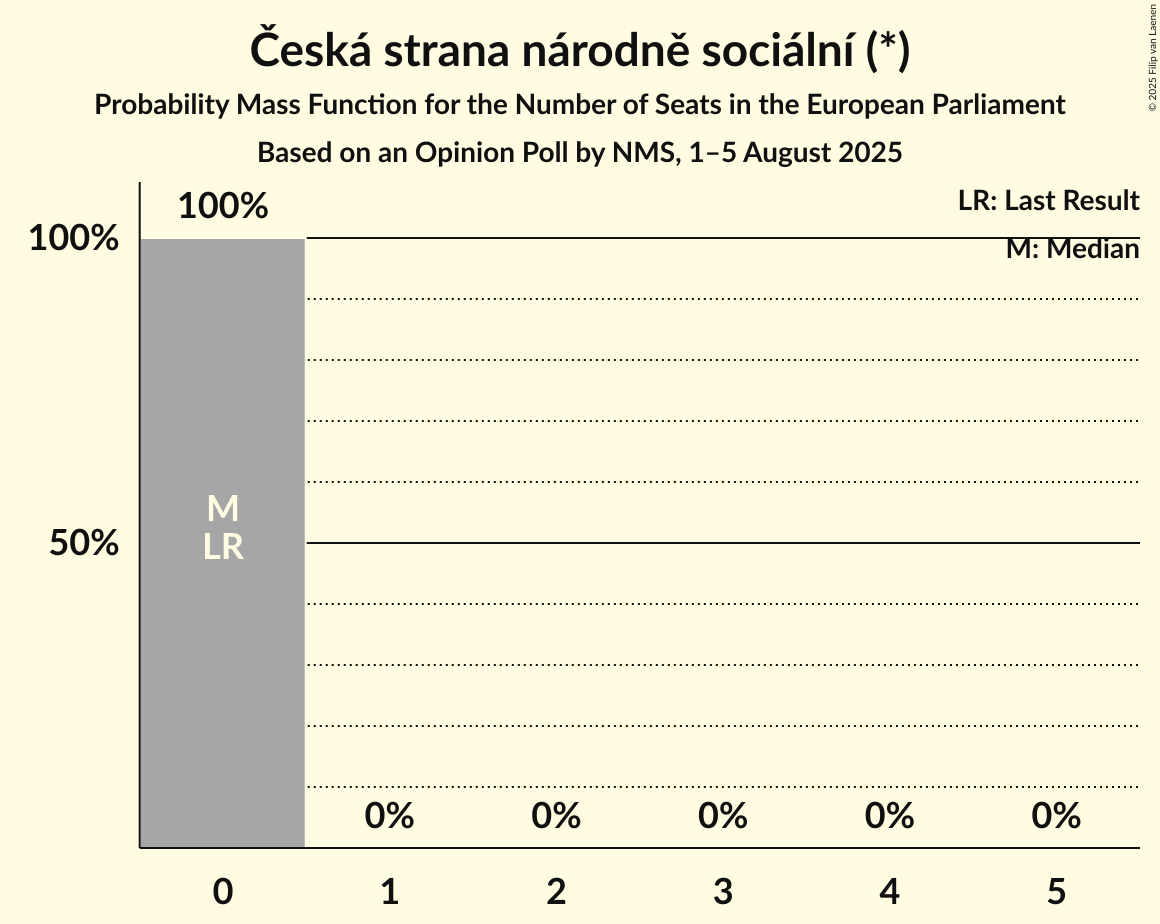 Česká strana národně sociální (*)
Probability Mass Function for the Number of Seats in the European Parliament
Based on an Opinion Poll by NMS, 1–5 August 2025
© 2025 Filip van Laenen
LR: Last Result
M: Median
100%
100%
50%
M
LR
0% 0% 0% 0% 0%
0 1 2 3 4 5